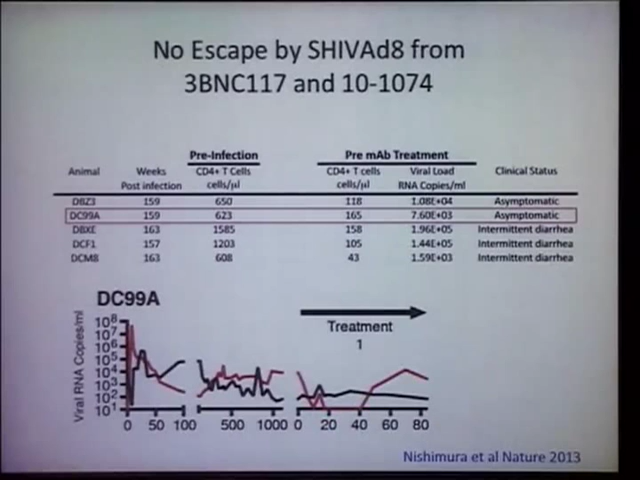 No Escape by SHIVAd8 from
3BNC117 and 10-1074
Pre-Infection Pre mAb Treatment
Animal Weeks CD4+ T Cells CD4+ T cells Viral Load Clinical Status
Post infection cells/µl cells/µl RNA Copies/ml
DBZ3 159 650 118 1.08E+04 Asymptomatic
DC99A 159 623 165 7.60E+03 Asymptomatic
DBXE 163 1585 158 1.96E+05 Intermittent diarrhea
DCF1 157 1203 105 1.44E+05 Intermittent diarrhea
DCM8 163 608 43 1.59E+03 Intermittent diarrhea
DC99A
Treatment
1
Viral RNA Copies/ml
10⁸
10⁷
10⁶
10⁵
10⁴
10³
10²
10¹
0 50 100 500 1000 0 20 40 60 80
Nishimura et al Nature 2013